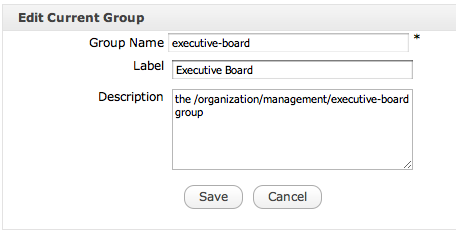 Edit Current Group
Group Name executive-board *
Label Executive Board
Description the /organization/management/executive-board
group
Save Cancel